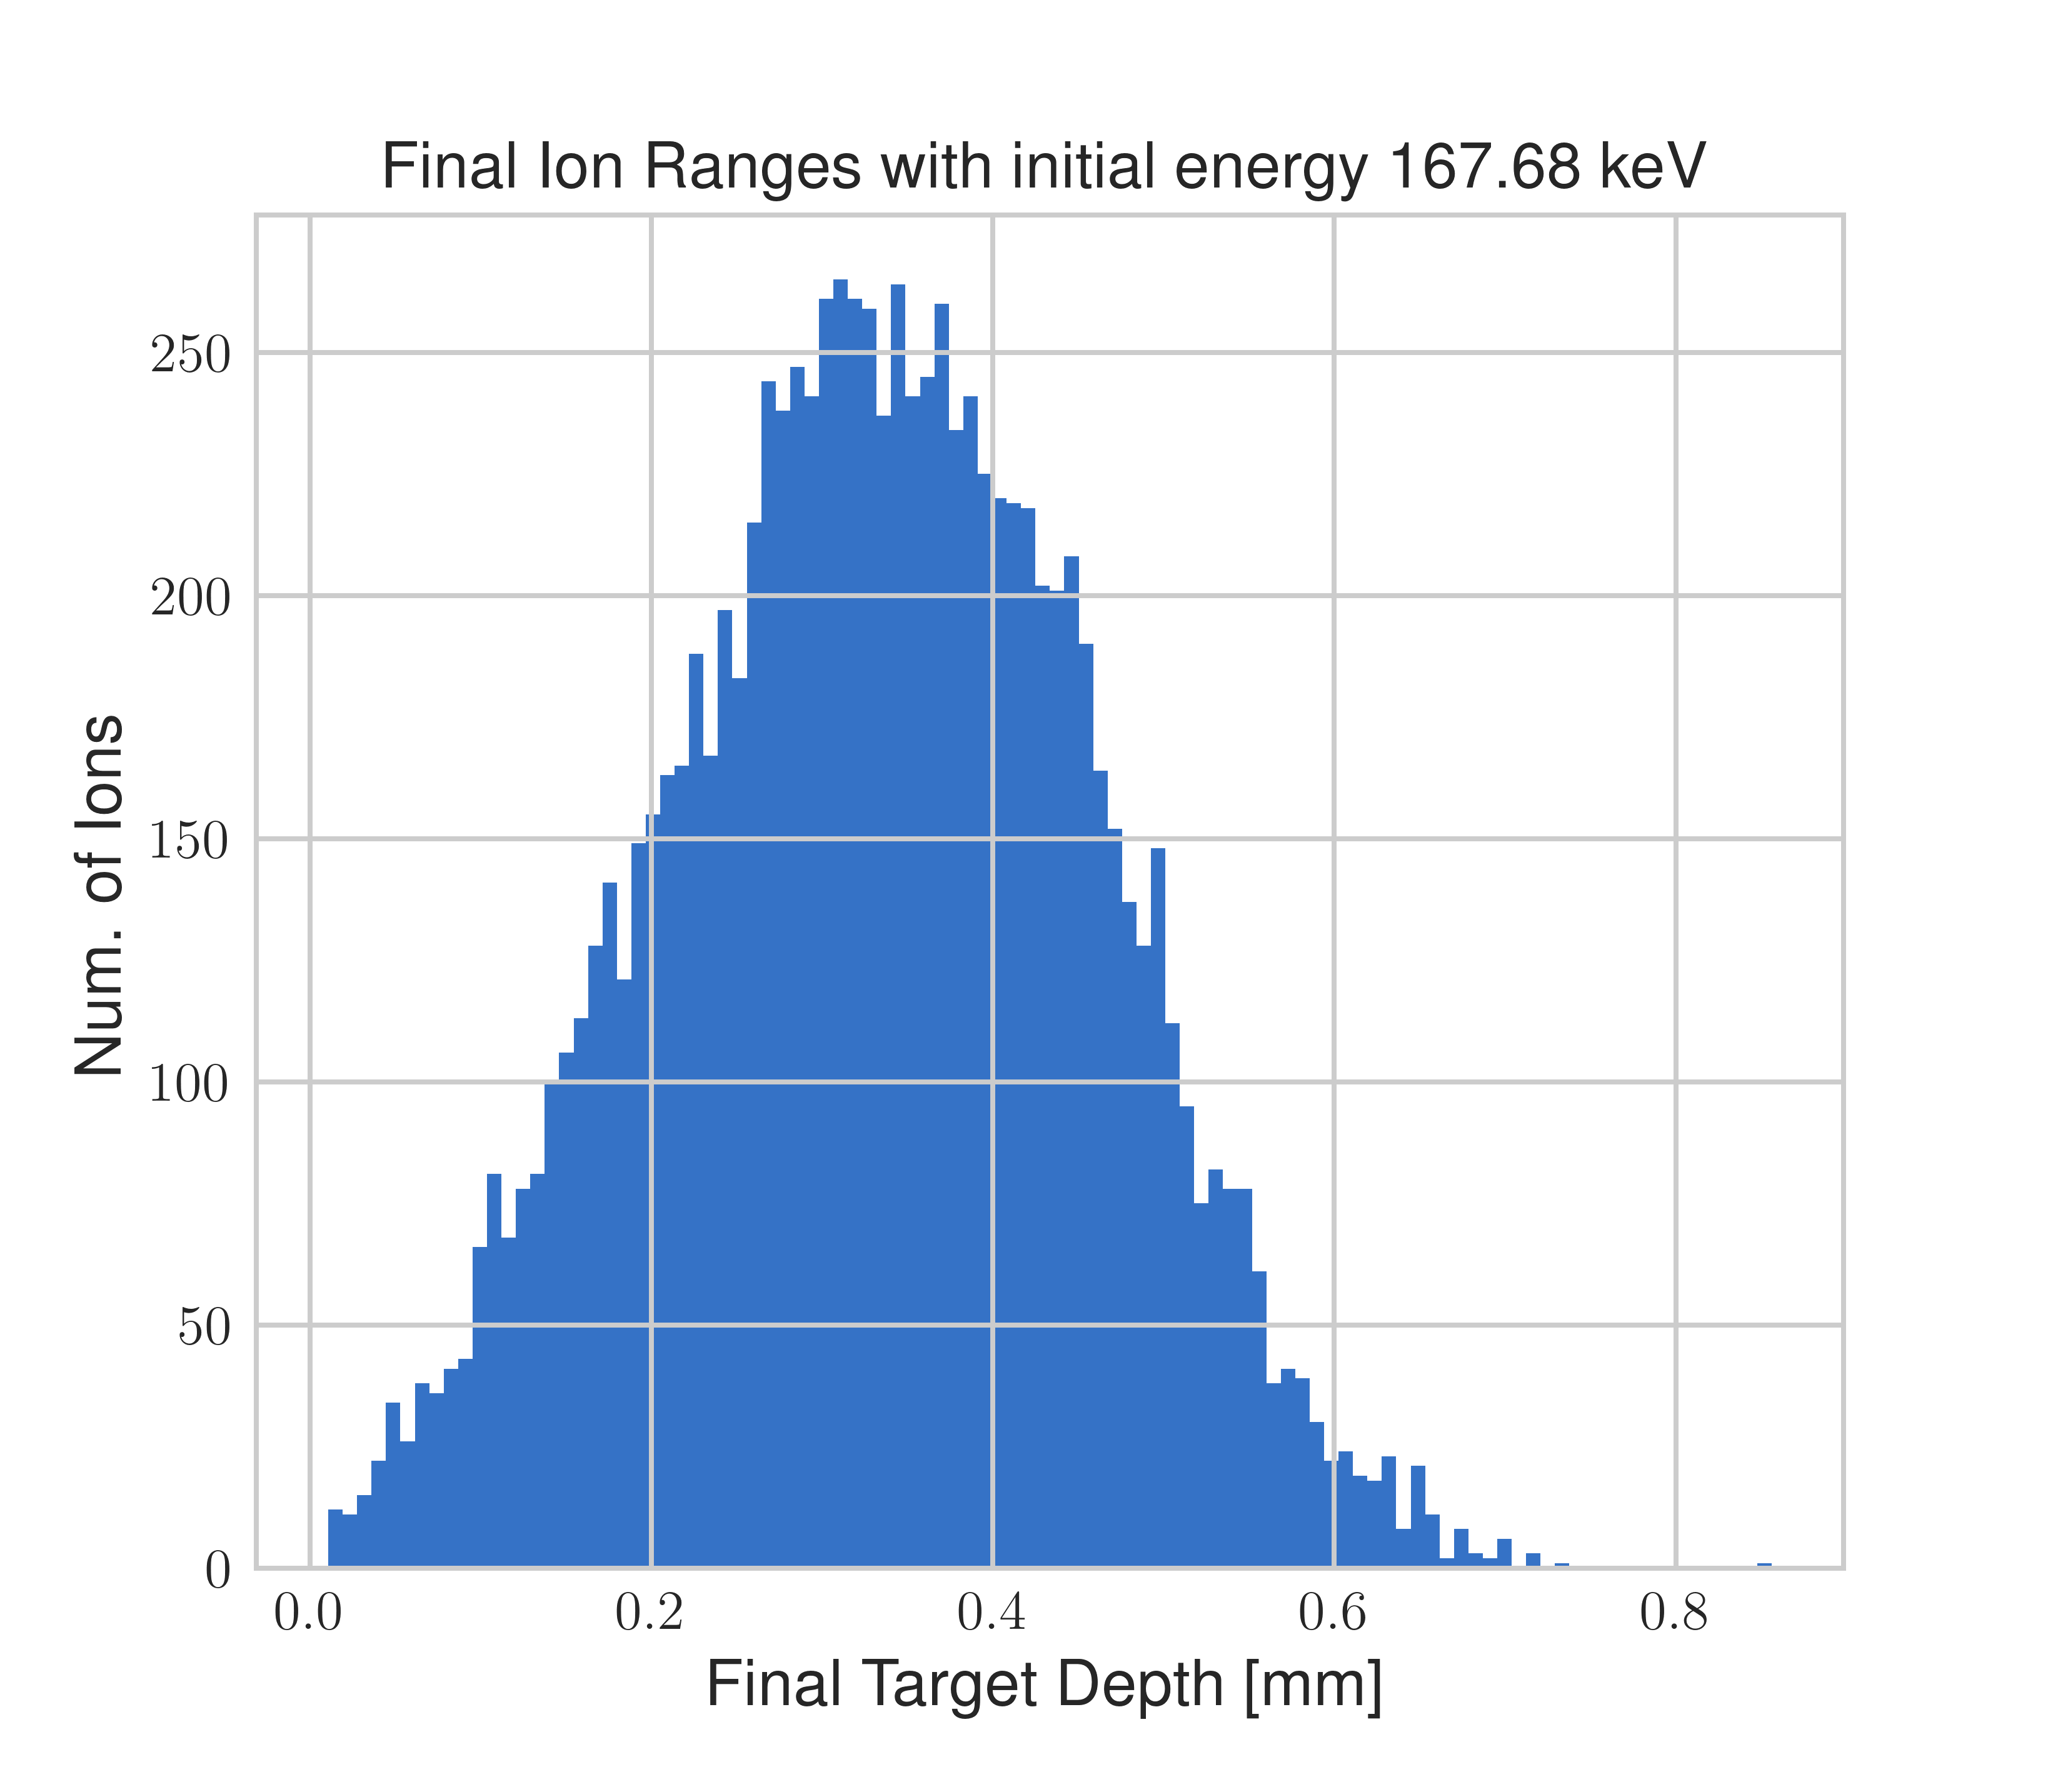 Final Ion Ranges with initial energy 167.68 keV
Num. of Ions
250
200
150
100
50
0
0.0 0.2 0.4 0.6 0.8
Final Target Depth [mm]